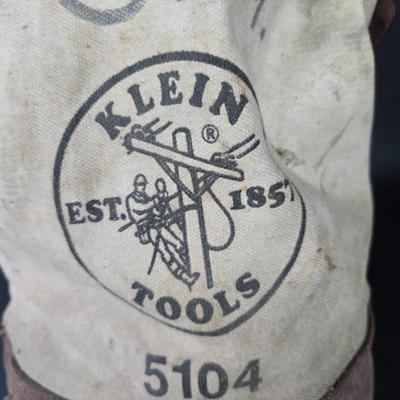 KLEIN
®
EST. 1857
TOOLS
5104